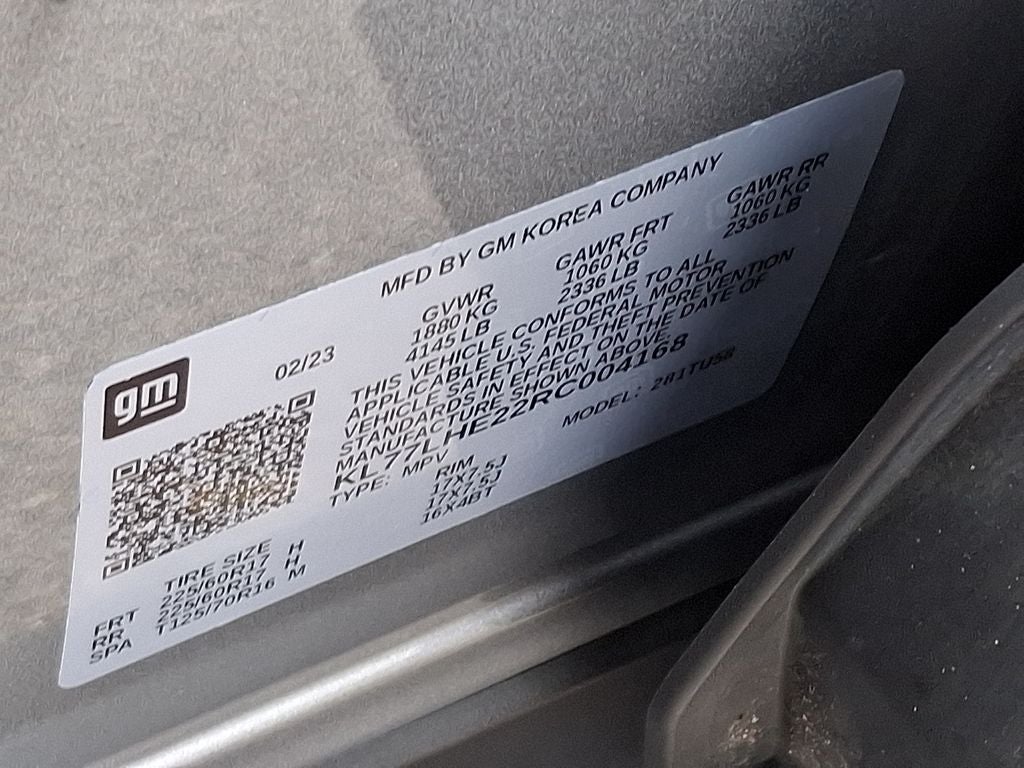 MFD BY GM KOREA COMPANY
gm
02/23
GVWR GAWR FRT GAWR RR
1880 KG 1060 KG 1060 KG
4145 LB 2336 LB 2336 LB
THIS VEHICLE CONFORMS TO ALL
APPLICABLE U.S. FEDERAL MOTOR
VEHICLE SAFETY AND THEFT PREVENTION
STANDARDS IN EFFECT ON THE DATE OF
MANUFACTURE SHOWN ABOVE.
KL77LHE22RC004168
TYPE: MPV MODEL:
TIRE SIZE RIM
FRT 225/60R17 H 17X7.5J
RR 225/60R17 H 17X7.5J
SPA T125/70R16 M 16X4BT